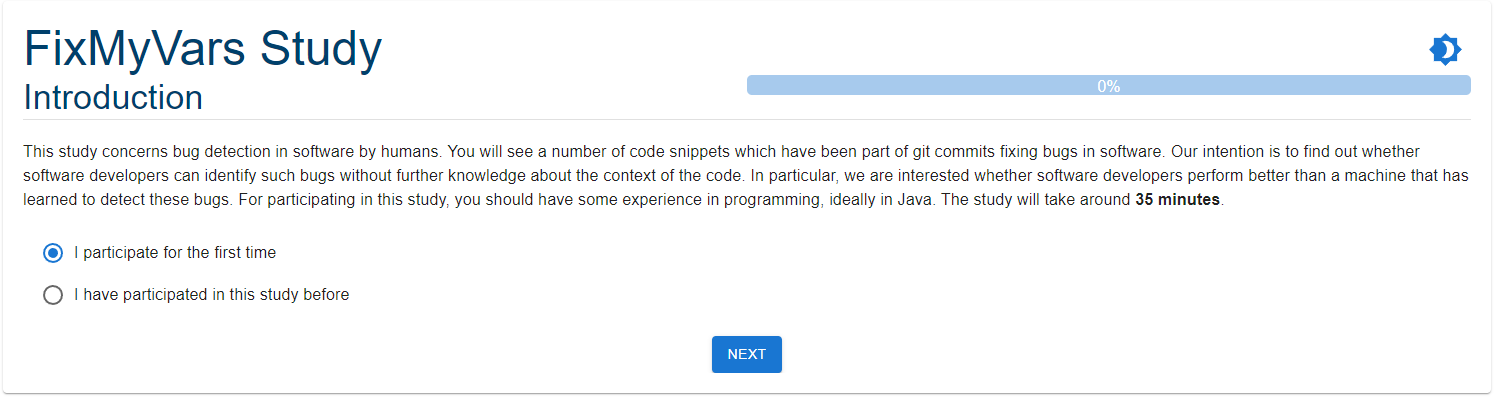 FixMyVars Study
Introduction
0%
This study concerns bug detection in software by humans. You will see a number of code snippets which have been part of git commits fixing bugs in software. Our intention is to find out whether
software developers can identify such bugs without further knowledge about the context of the code. In particular, we are interested whether software developers perform better than a machine that has
learned to detect these bugs. For participating in this study, you should have some experience in programming, ideally in Java. The study will take around 35 minutes.
I participate for the first time
I have participated in this study before
NEXT